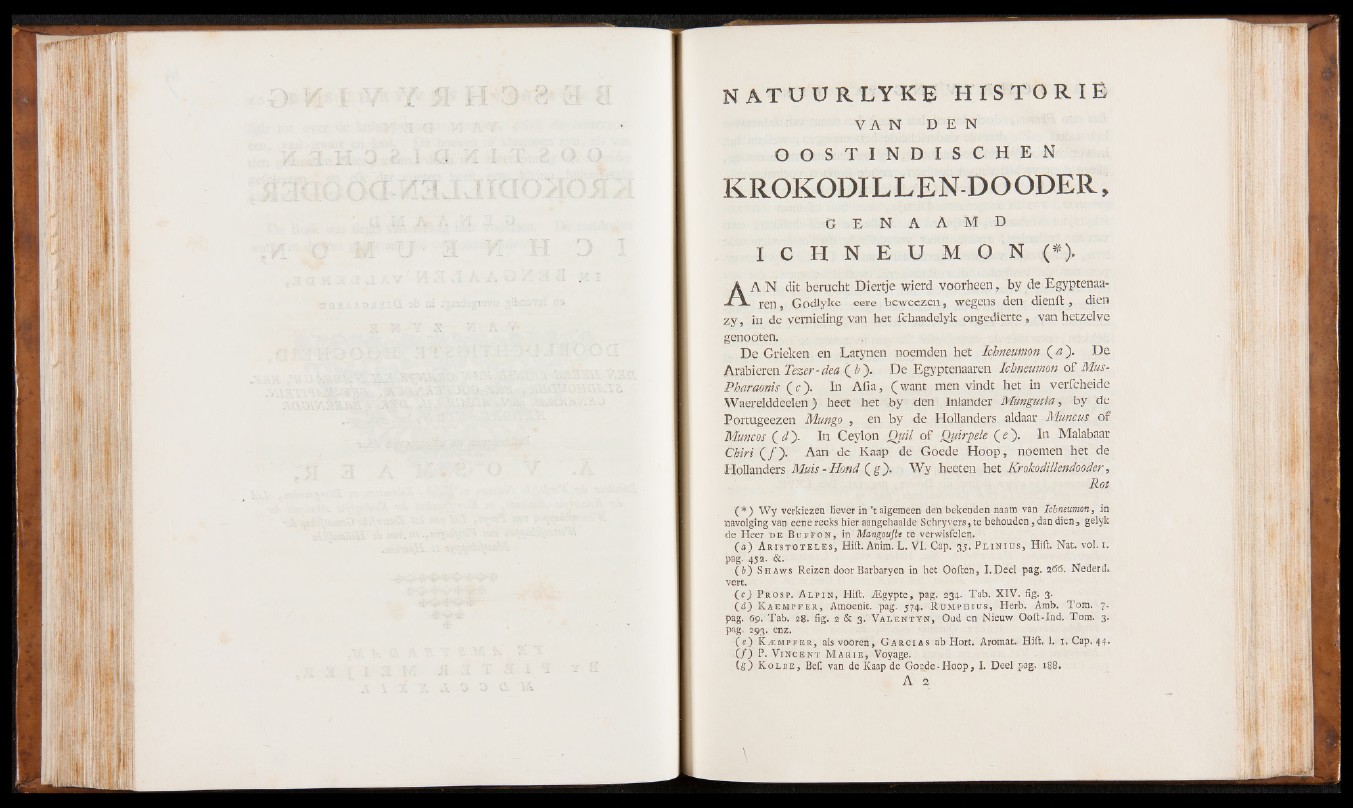 NATUURLYKE HISTORIE
VAN DEN
OOSTINDISCHEN
KROKODILLEN-DOODER,
GENAAMD
ICHNEUMON (*).
AAN dit berucht Diertje wierd voorheen, by de Egyptenaa-
ren, Godlyke eere beweezen, wegens den dienſt, dien
zy, in de vernieling van het ſchaadelyk ongedierte, van hetzelve
genooten.
De Grieken en Latynen noemden het Ichneumon (a). De
Arabieren Tezer-dea (b). De Egyptenaaren Ichneumon of Mus-
Pharaonis (c). In Aſia, (want men vindt het in verſcheide
Waerelddeelen) heet het by den Inlander Mungutia, by de
Portugeezen Mungo, en by de Hollanders aldaar Muncus of
Muncos (d). In Ceylon Quil of Quirpele (e). In Malabaar
Chiri (f). Aan de Kaap de Goede Hoop, noemen het de
Hollanders Muis-Hond (g). Wy heeten het Krokodillendooder,
Rot
(*) Wy verkiezen liever in 't algemeen den bekenden naam van Ichneumon, in
navolging van eene reeks hier aangehaalde Schryvers, te behouden, dan dien, gelyk
de Heer DE BUFFON, in Mangouſte te verwisſelen.
(a) ARISTOTELES, Hiſt. Anim. L. VI. Cap. 35. PLINIUS, Hiſt. Nat. vol. 1.
pag. 452. &.
(b) SHAWS Reizen door Barbaryen in het Ooſten, I. Deel pag. 266. Nederd.
vert.
(c) PROSP. ALPIN, Hiſt. Ægypte, pag. 234. Tab. XIV. fig. 3.
(d) KAEMPFER, Amoenit. pag. 574. RUMPHIUS, Herb. Amb. Tom. 7.
pag. 69. Tab. 28. fig. 2 & 3. VALENTYN, Oud en Nieuw Ooſt-Ind. Tom. 3.
pag. 293. enz.
(e) KÆMPFER, als vooren, GARCIAS ab Hort. Aromat. Hiſt. l. 1. Cap. 44.
(f) P. VINCENT MARIE, Voyage.
(g) KOLBE, Beſ. van de Kaap de Goede-Hoop, I. Deel pag. 188.
A 2